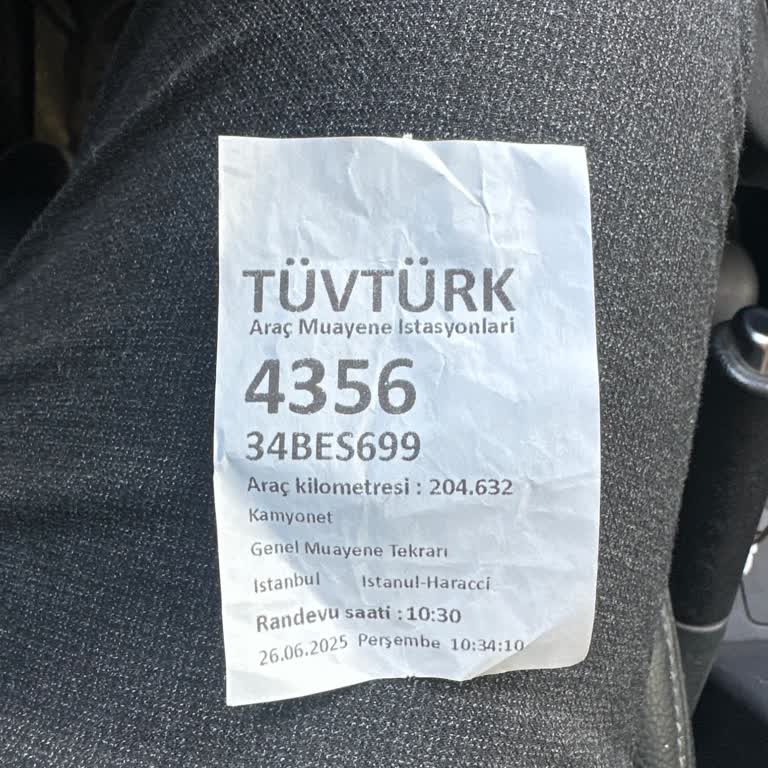 TÜVTÜRK
Araç Muayene Istasyonlari
4356
34BES699
Araç kilometresi : 204.632
Kamyonet
Genel Muayene Tekrarı
Istanbul Istanul-Haracci
Randevu saati : 10:30
26.06.2025 Perşembe 10:34:10